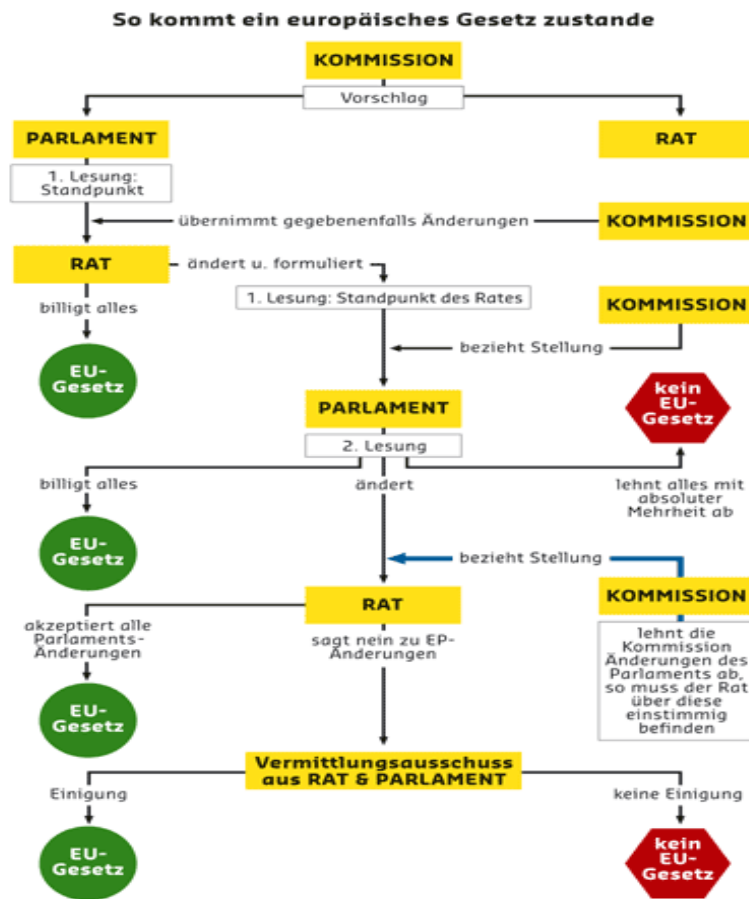 So kommt ein europäisches Gesetz zustande
KOMMISSION
Vorschlag
PARLAMENT
RAT
1. Lesung:
Standpunkt
übernimmt gegebenenfalls Änderungen
KOMMISSION
RAT
ändert u. formuliert
billigt alles
1. Lesung: Standpunkt des Rates
KOMMISSION
EU-
Gesetz
bezieht Stellung
PARLAMENT
kein
EU-
Gesetz
2. Lesung
billigt alles
ändert
lehnt alles mit
absoluter
Mehrheit ab
EU-
Gesetz
bezieht Stellung
RAT
KOMMISSION
akzeptiert alle
Parlaments-
Änderungen
sagt nein zu EP-
Änderungen
lehnt die
Kommission
Änderungen des
Parlaments ab,
so muss der Rat
über diese
einstimmig
befinden
EU-
Gesetz
Vermittlungsausschuss
aus RAT & PARLAMENT
Einigung
keine Einigung
EU-
Gesetz
kein
EU-
Gesetz